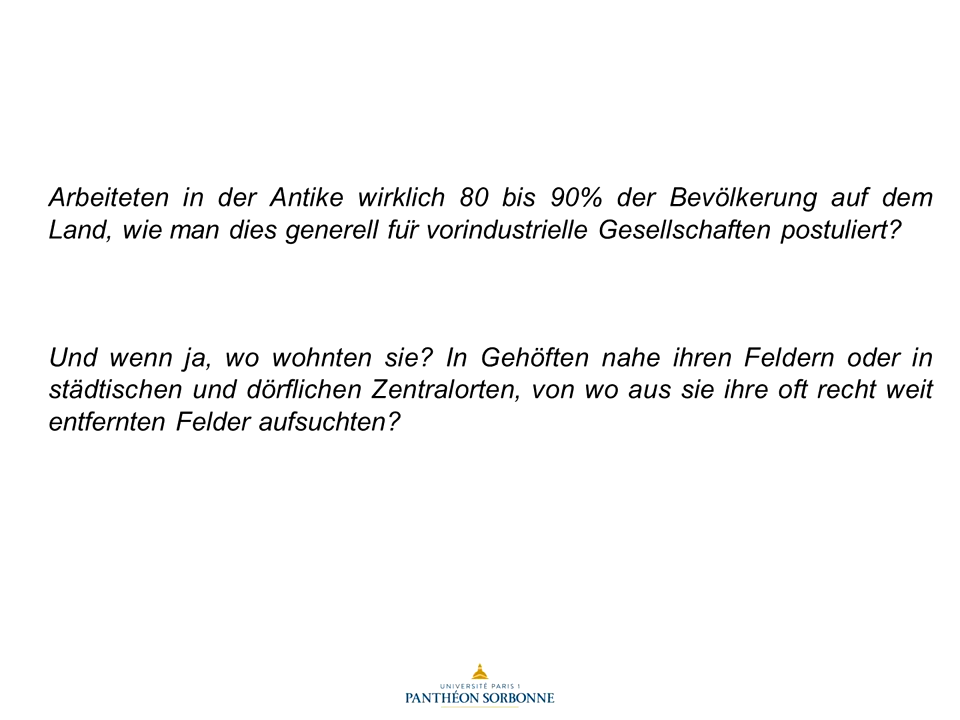 Arbeiteten in der Antike wirklich 80 bis 90% der Bevölkerung auf dem
Land, wie man dies generell für vorindustrielle Gesellschaften postuliert?
Und wenn ja, wo wohnten sie? In Gehöften nahe ihren Feldern oder in
städtischen und dörflichen Zentralorten, von wo aus sie ihre oft recht weit
entfernten Felder aufsuchten?
UNIVERSITÉ PARIS 1
PANTHÉON SORBONNE